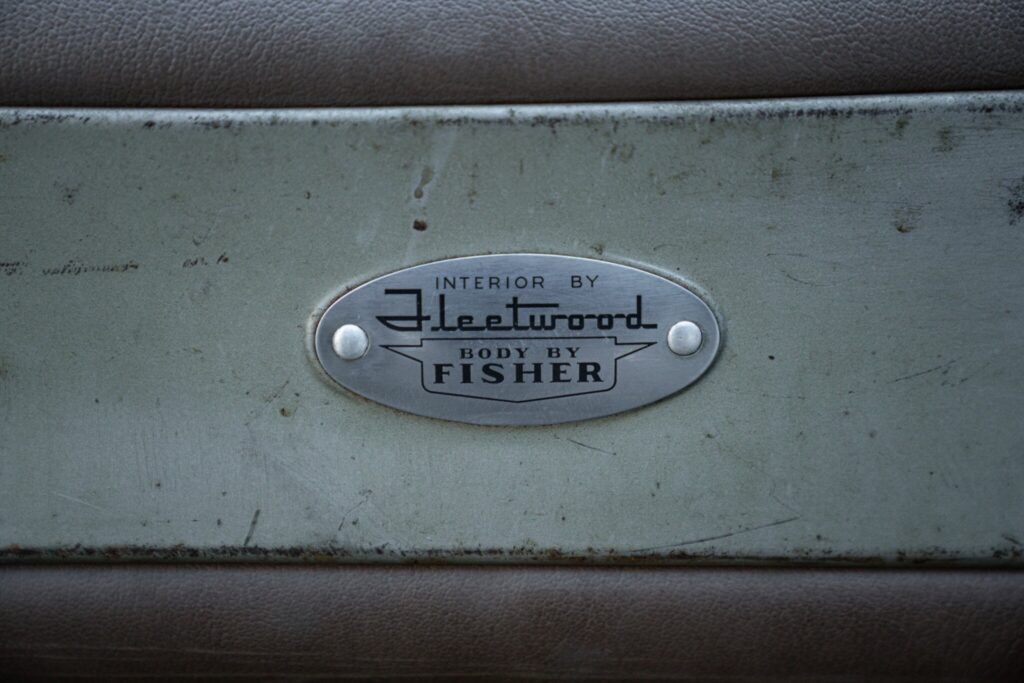 INTERIOR BY
Fleetwood
BODY BY
FISHER